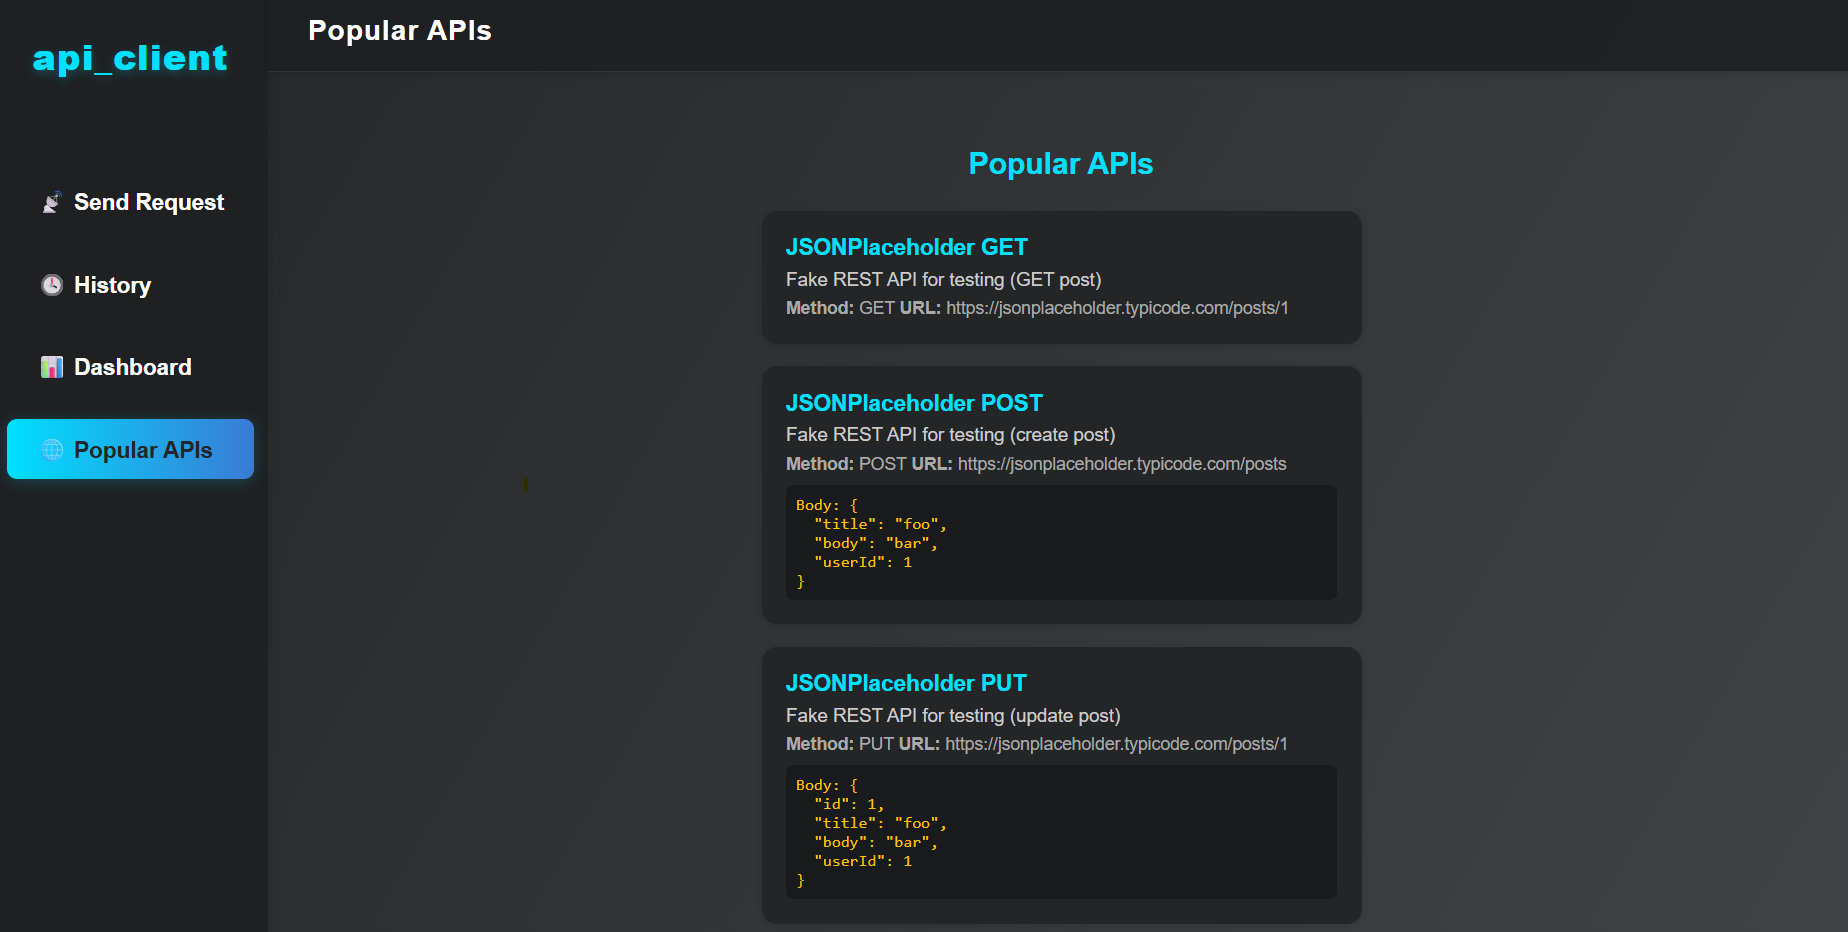 api_client
Send Request
History
Dashboard
Popular APIs
Popular APIs
Popular APIs
JSONPlaceholder GET
Fake REST API for testing (GET post)
Method: GET URL: https://jsonplaceholder.typicode.com/posts/1
JSONPlaceholder POST
Fake REST API for testing (create post)
Method: POST URL: https://jsonplaceholder.typicode.com/posts
Body: {
  "title": "foo",
  "body": "bar",
  "userId": 1
}
JSONPlaceholder PUT
Fake REST API for testing (update post)
Method: PUT URL: https://jsonplaceholder.typicode.com/posts/1
Body: {
  "id": 1,
  "title": "foo",
  "body": "bar",
  "userId": 1
}